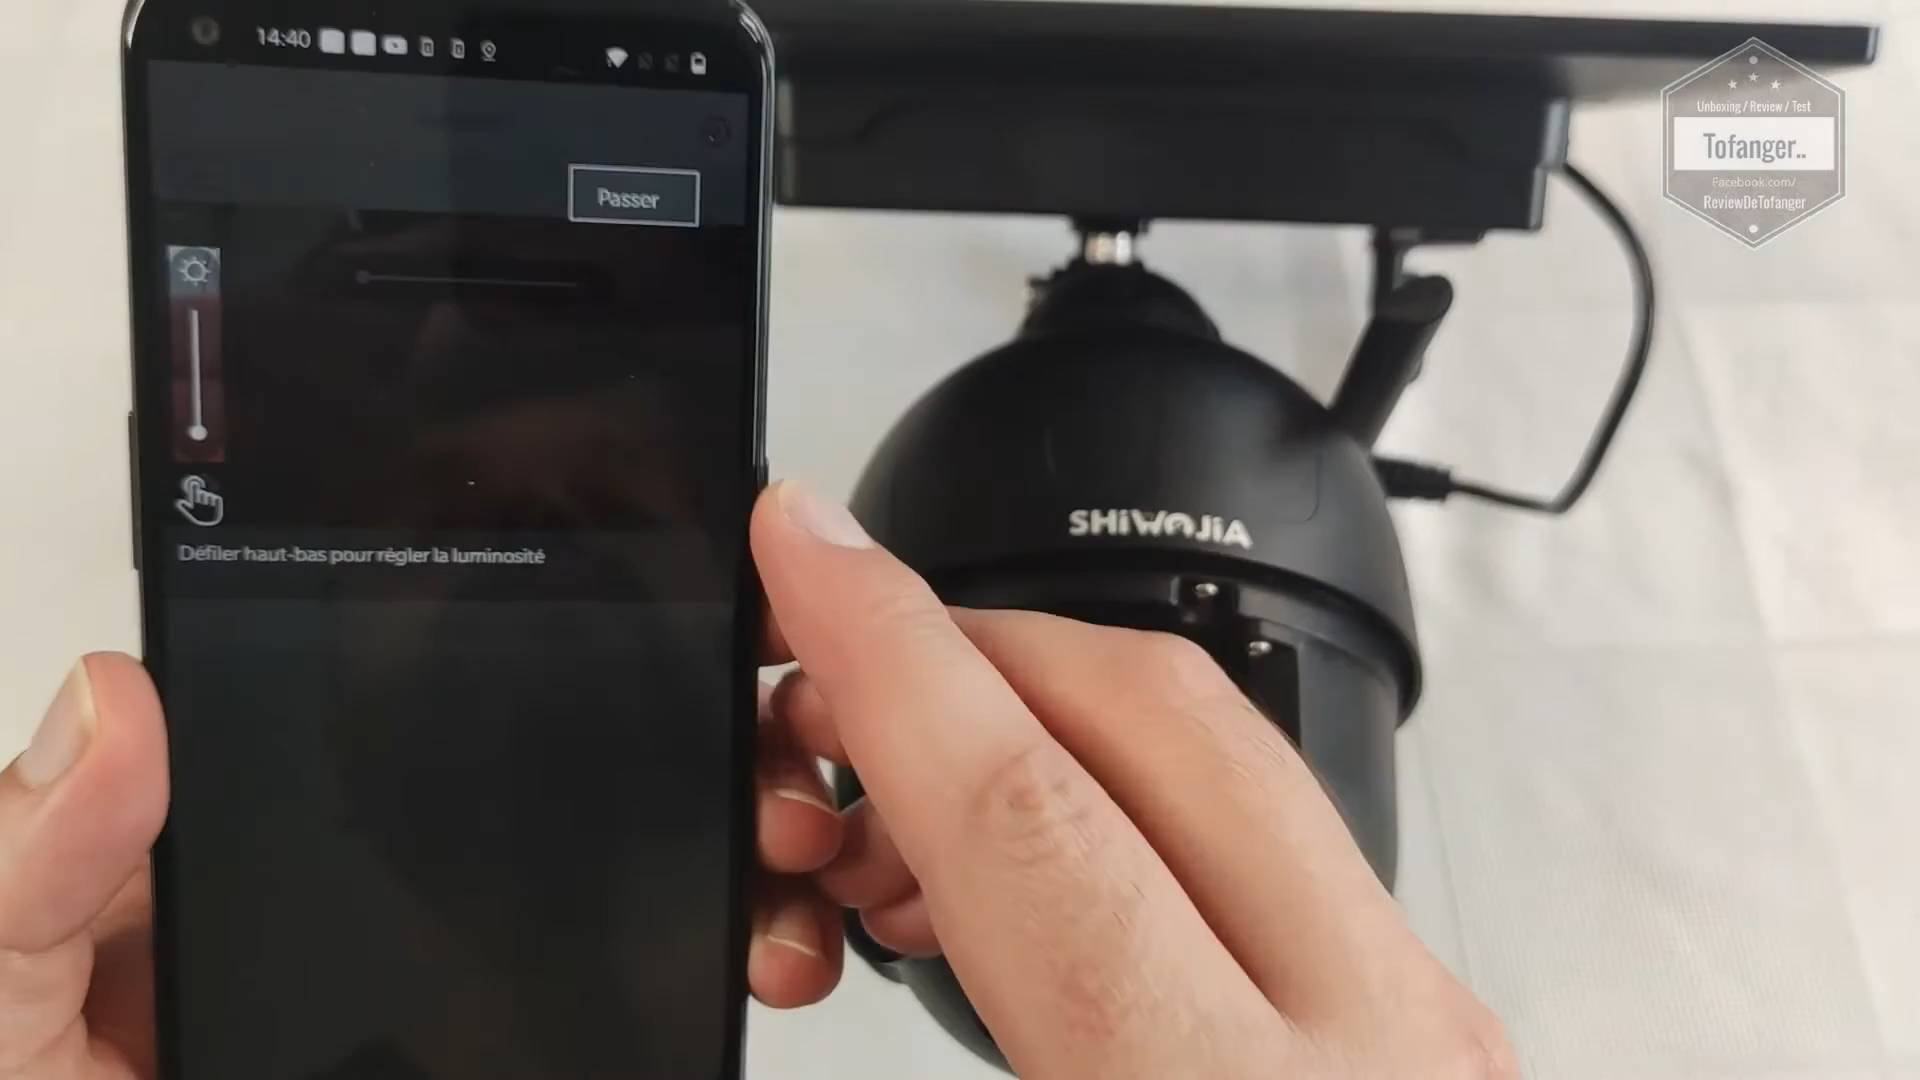 14:40
Passer
Défiler haut-bas pour régler la luminosité
SHiWOJiA
Unboxing / Review / Test
Tofanger..
Facebook.com/
ReviewDeTofanger